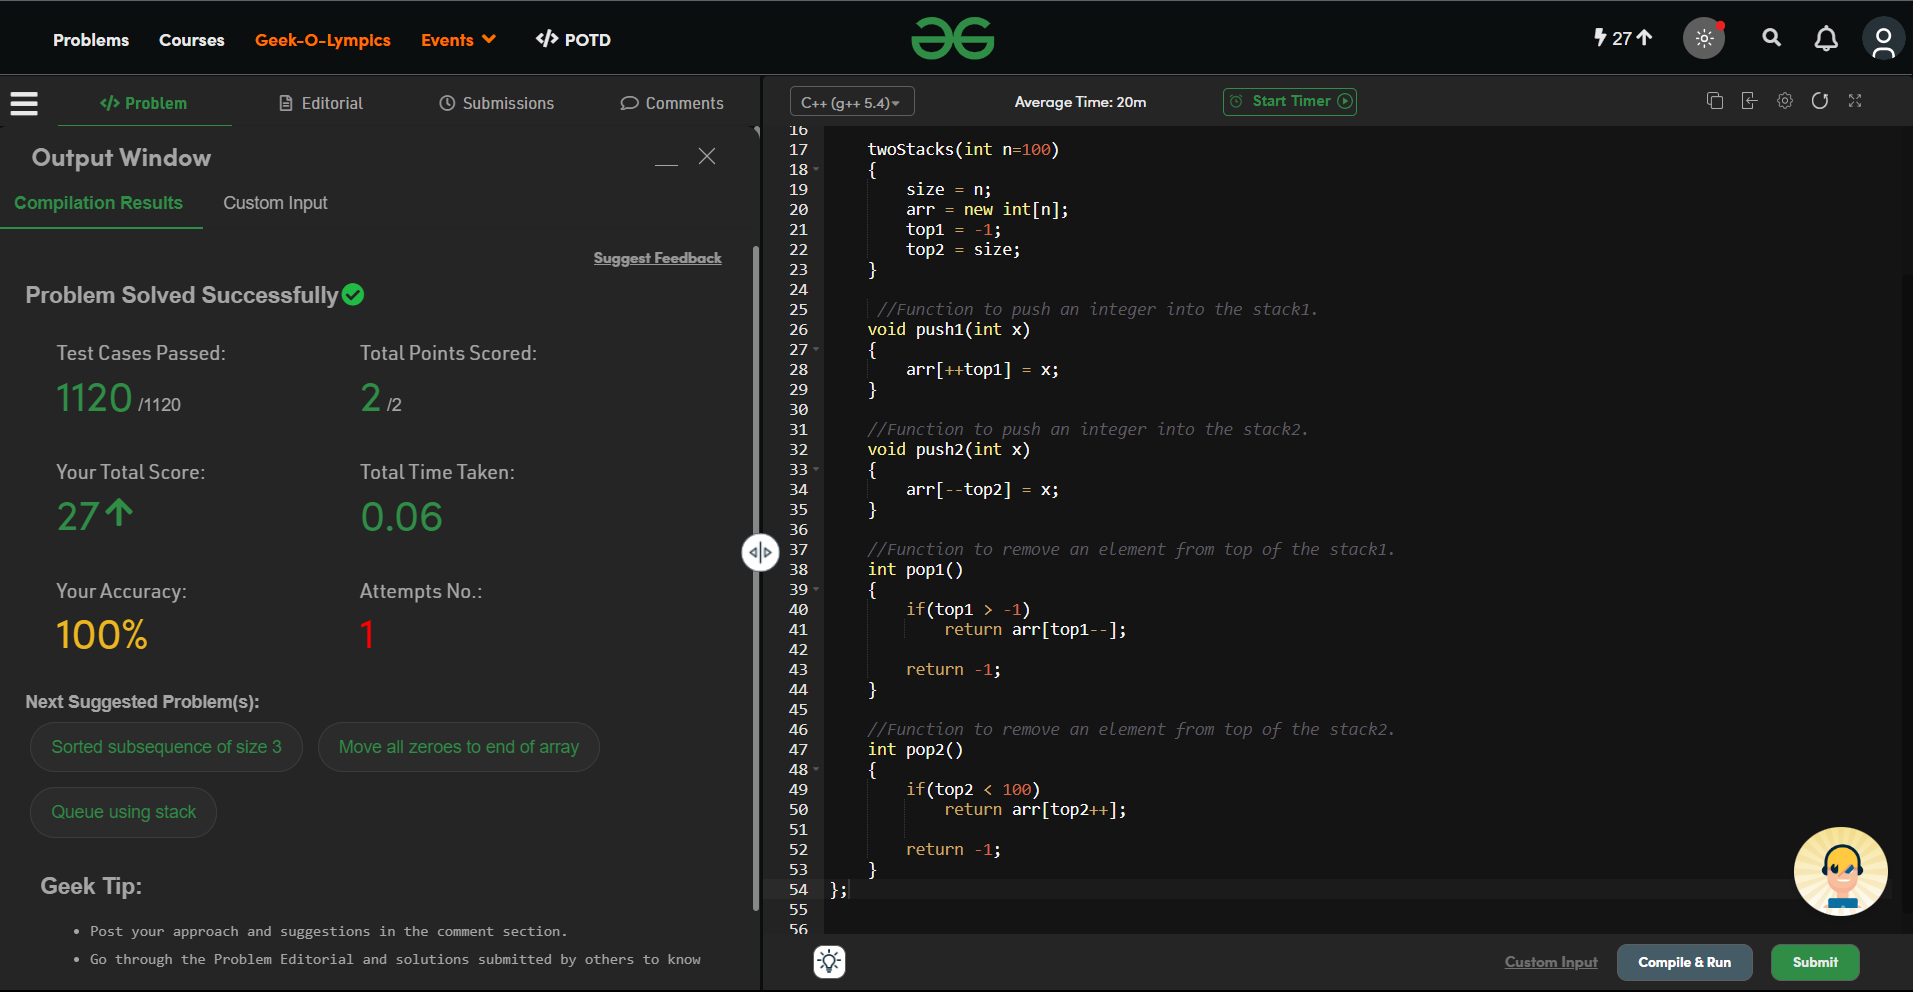 Problems Courses Geek-O-Lympics Events POTD 27
Problem Editorial Submissions Comments
Output Window
Compilation Results Custom Input
Suggest Feedback
Problem Solved Successfully
Test Cases Passed: Total Points Scored:
1120 /1120 2 /2
Your Total Score: Total Time Taken:
27 0.06
Your Accuracy: Attempts No.:
100% 1
Next Suggested Problem(s):
Sorted subsequence of size 3 Move all zeroes to end of array
Queue using stack
Geek Tip:
• Post your approach and suggestions in the comment section.
• Go through the Problem Editorial and solutions submitted by others to know
C++ (g++ 5.4) Average Time: 20m Start Timer
16
17 twoStacks(int n=100)
18 {
19 size = n;
20 arr = new int[n];
21 top1 = -1;
22 top2 = size;
23 }
24
25 //Function to push an integer into the stack1.
26 void push1(int x)
27 {
28 arr[++top1] = x;
29 }
30
31 //Function to push an integer into the stack2.
32 void push2(int x)
33 {
34 arr[--top2] = x;
35 }
36
37 //Function to remove an element from top of the stack1.
38 int pop1()
39 {
40 if(top1 > -1)
41 return arr[top1--];
42
43 return -1;
44 }
45
46 //Function to remove an element from top of the stack2.
47 int pop2()
48 {
49 if(top2 < 100)
50 return arr[top2++];
51
52 return -1;
53 }
54 };
55
56
Custom Input Compile & Run Submit